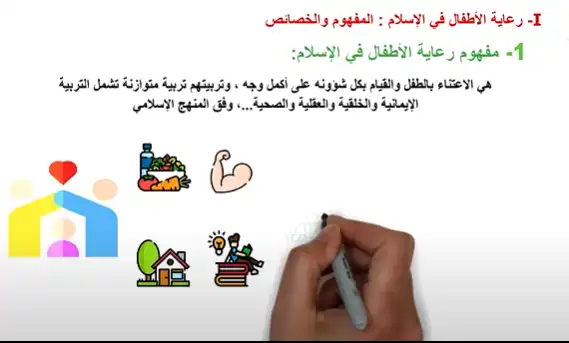 I- رعاية الأطفال في الإسلام : المفهوم والخصائص
1- مفهوم رعاية الأطفال في الإسلام:
هي الاعتناء بالطفل والقيام بكل شؤونه على أكمل وجه ، وتربيتهم تربية متوازنة تشمل التربية
الإيمانية والخلقية والعقلية والصحية...، وفق المنهج الإسلامي